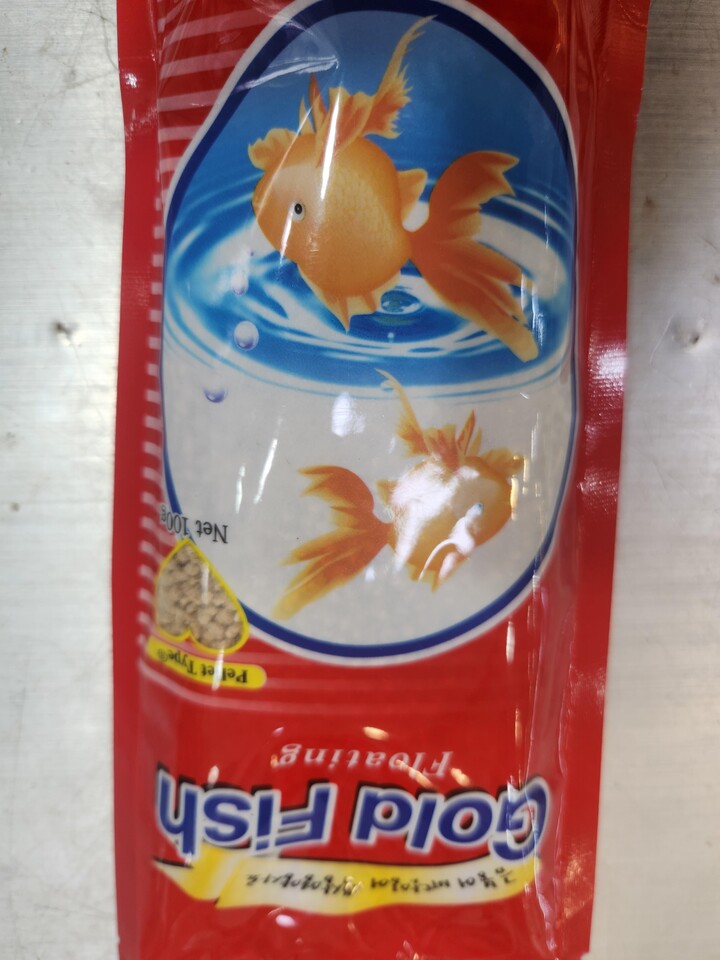 Gold Fish
Floating
Pellet Type®
Net 100g